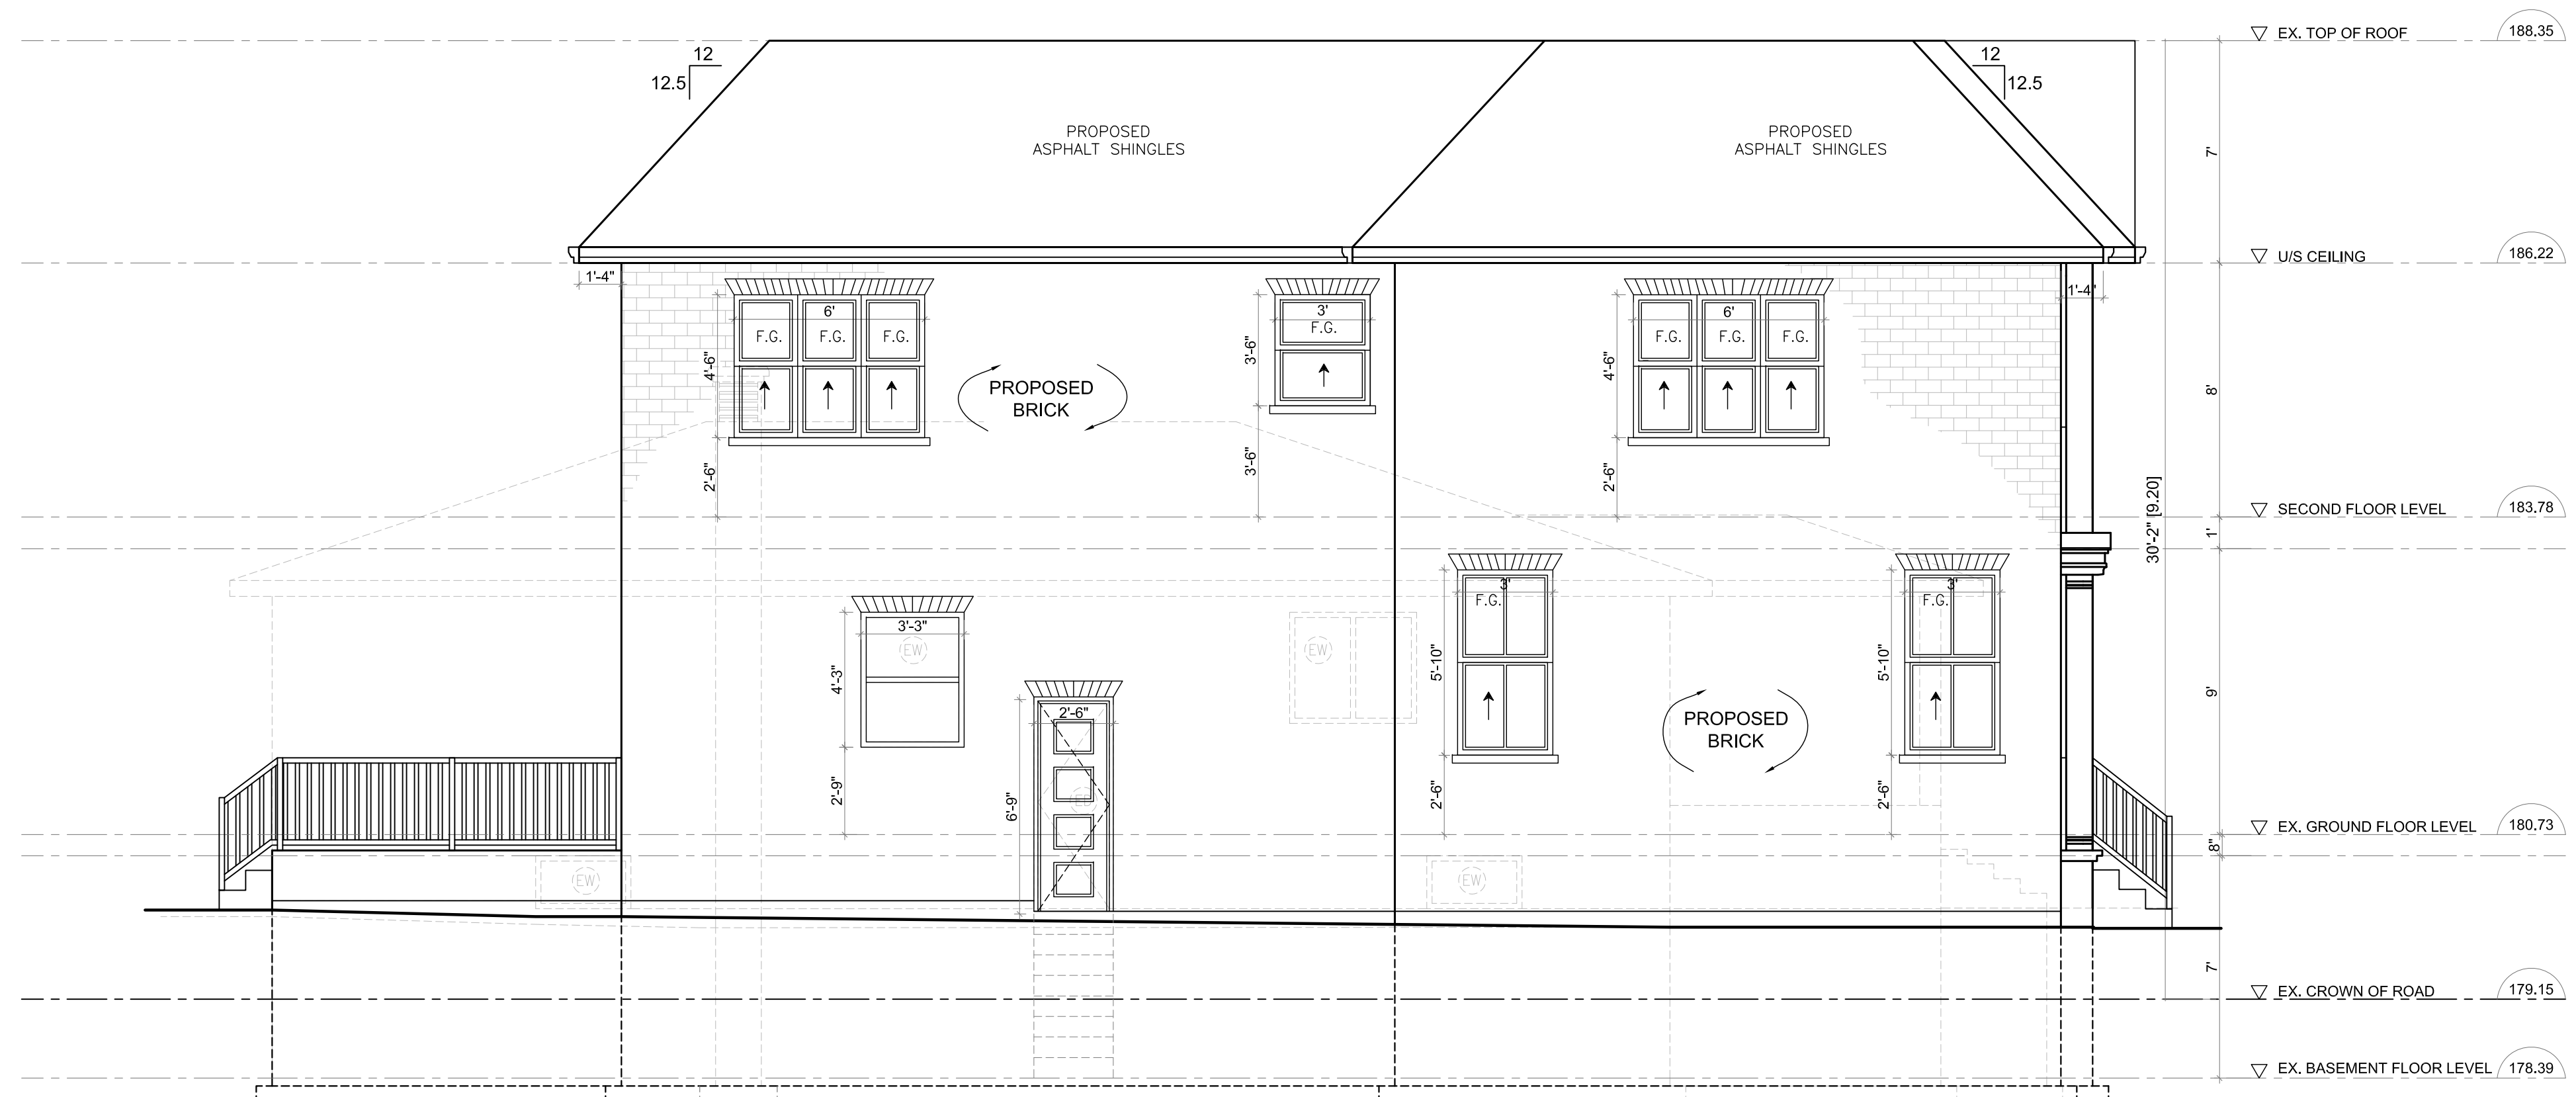 EX. TOP OF ROOF 188.35
12
12.5
12
12.5
PROPOSED
ASPHALT SHINGLES
PROPOSED
ASPHALT SHINGLES
7'
U/S CEILING 186.22
1'-4"
1'-4"
6'
F.G. F.G. F.G.
4'-6"
2'-6"
3'
F.G.
3'-6"
3'-6"
6'
F.G. F.G. F.G.
4'-6"
2'-6"
PROPOSED
BRICK
8'
30'-2" [9.20]
SECOND FLOOR LEVEL 183.78
1'
3'-3"
EW
4'-3"
2'-9"
2'-6"
ED
6'-9"
EW
3'
F.G.
5'-10"
2'-6"
PROPOSED
BRICK
3'
F.G.
5'-10"
2'-6"
9'
EX. GROUND FLOOR LEVEL 180.73
8"
EW
EW
7'
EX. CROWN OF ROAD 179.15
EX. BASEMENT FLOOR LEVEL 178.39